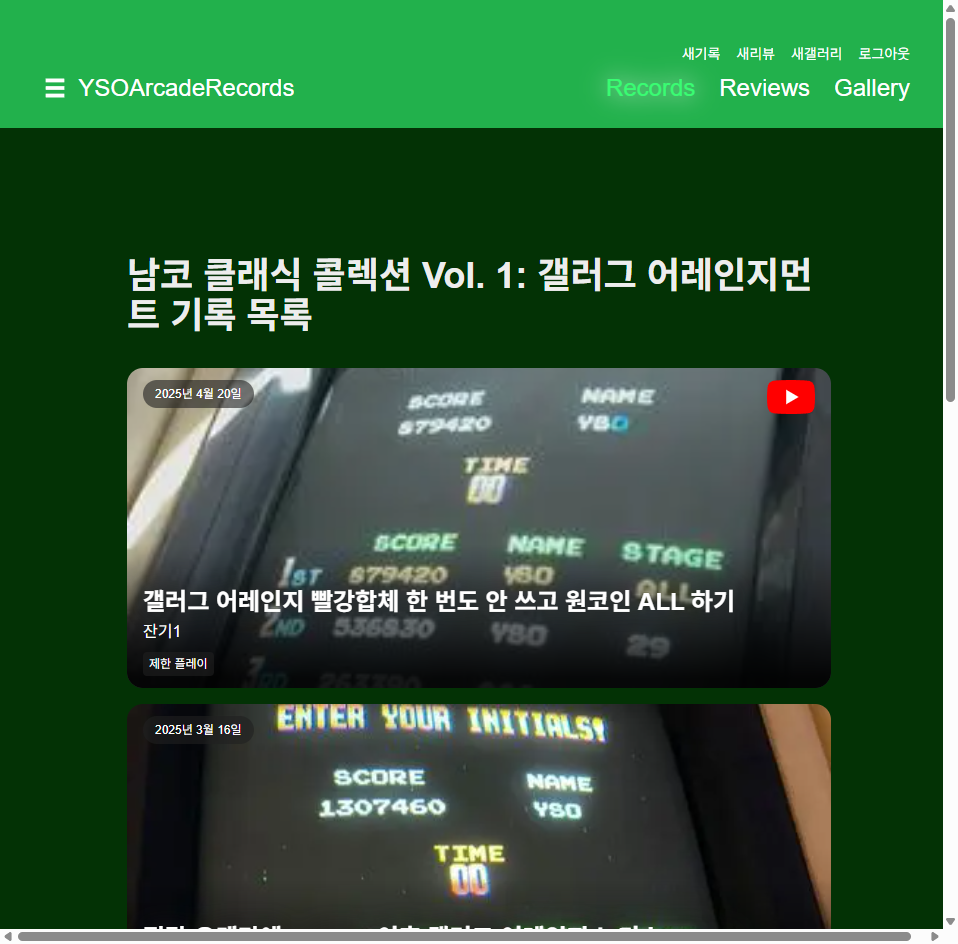 새기록 새리뷰 새갤러리 로그아웃
☰ YSOArcadeRecords
Records Reviews Gallery
남코 클래식 콜렉션 Vol. 1: 갤러그 어레인지먼
트 기록 목록
2025년 4월 20일
SCORE NAME
879420 YSO
TIME
00
SCORE NAME STAGE
1ST 879420 YSO ALL
갤러그 어레인지 빨강합체 한 번도 안 쓰고 원코인 ALL 하기
2ND 536830 YSO 29
잔기1
제한 플레이
3RD 263390
2025년 3월 16일
ENTER YOUR INITIALS!
SCORE NAME
1307460 YSO
TIME
00